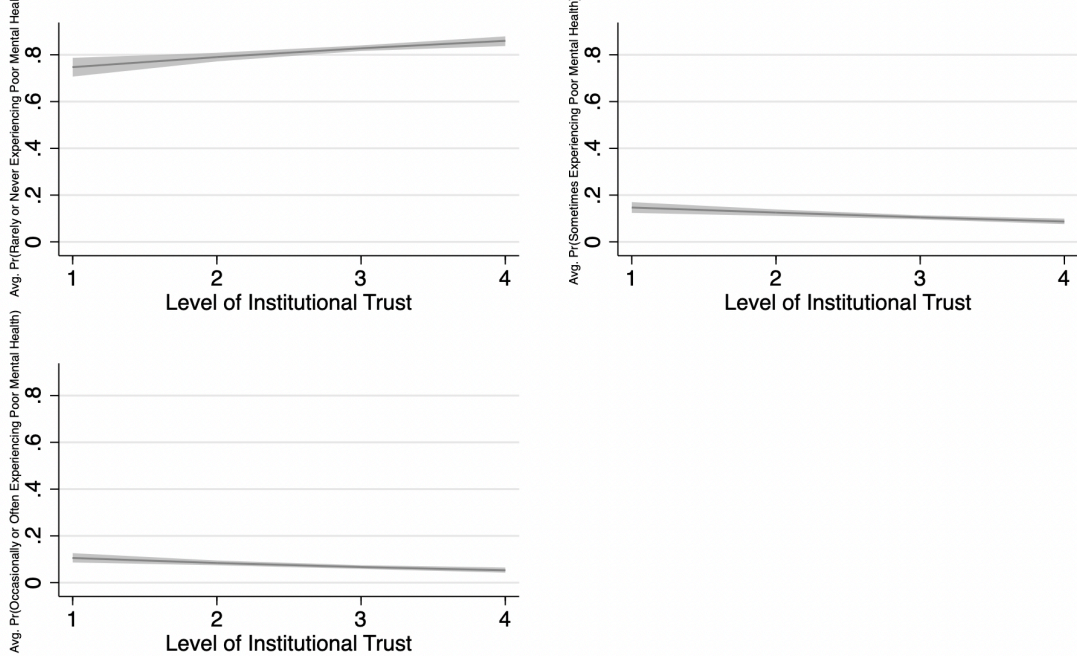 Avg. Pr(Rarely or Never Experiencing Poor Mental Heal
.8
.6
.4
.2
0
1 2 3 4
Level of Institutional Trust
Avg. Pr(Sometimes Experiencing Poor Mental Health)
.8
.6
.4
.2
0
1 2 3 4
Level of Institutional Trust
Avg. Pr(Occasionally or Often Experiencing Poor Mental Health)
.8
.6
.4
.2
0
1 2 3 4
Level of Institutional Trust